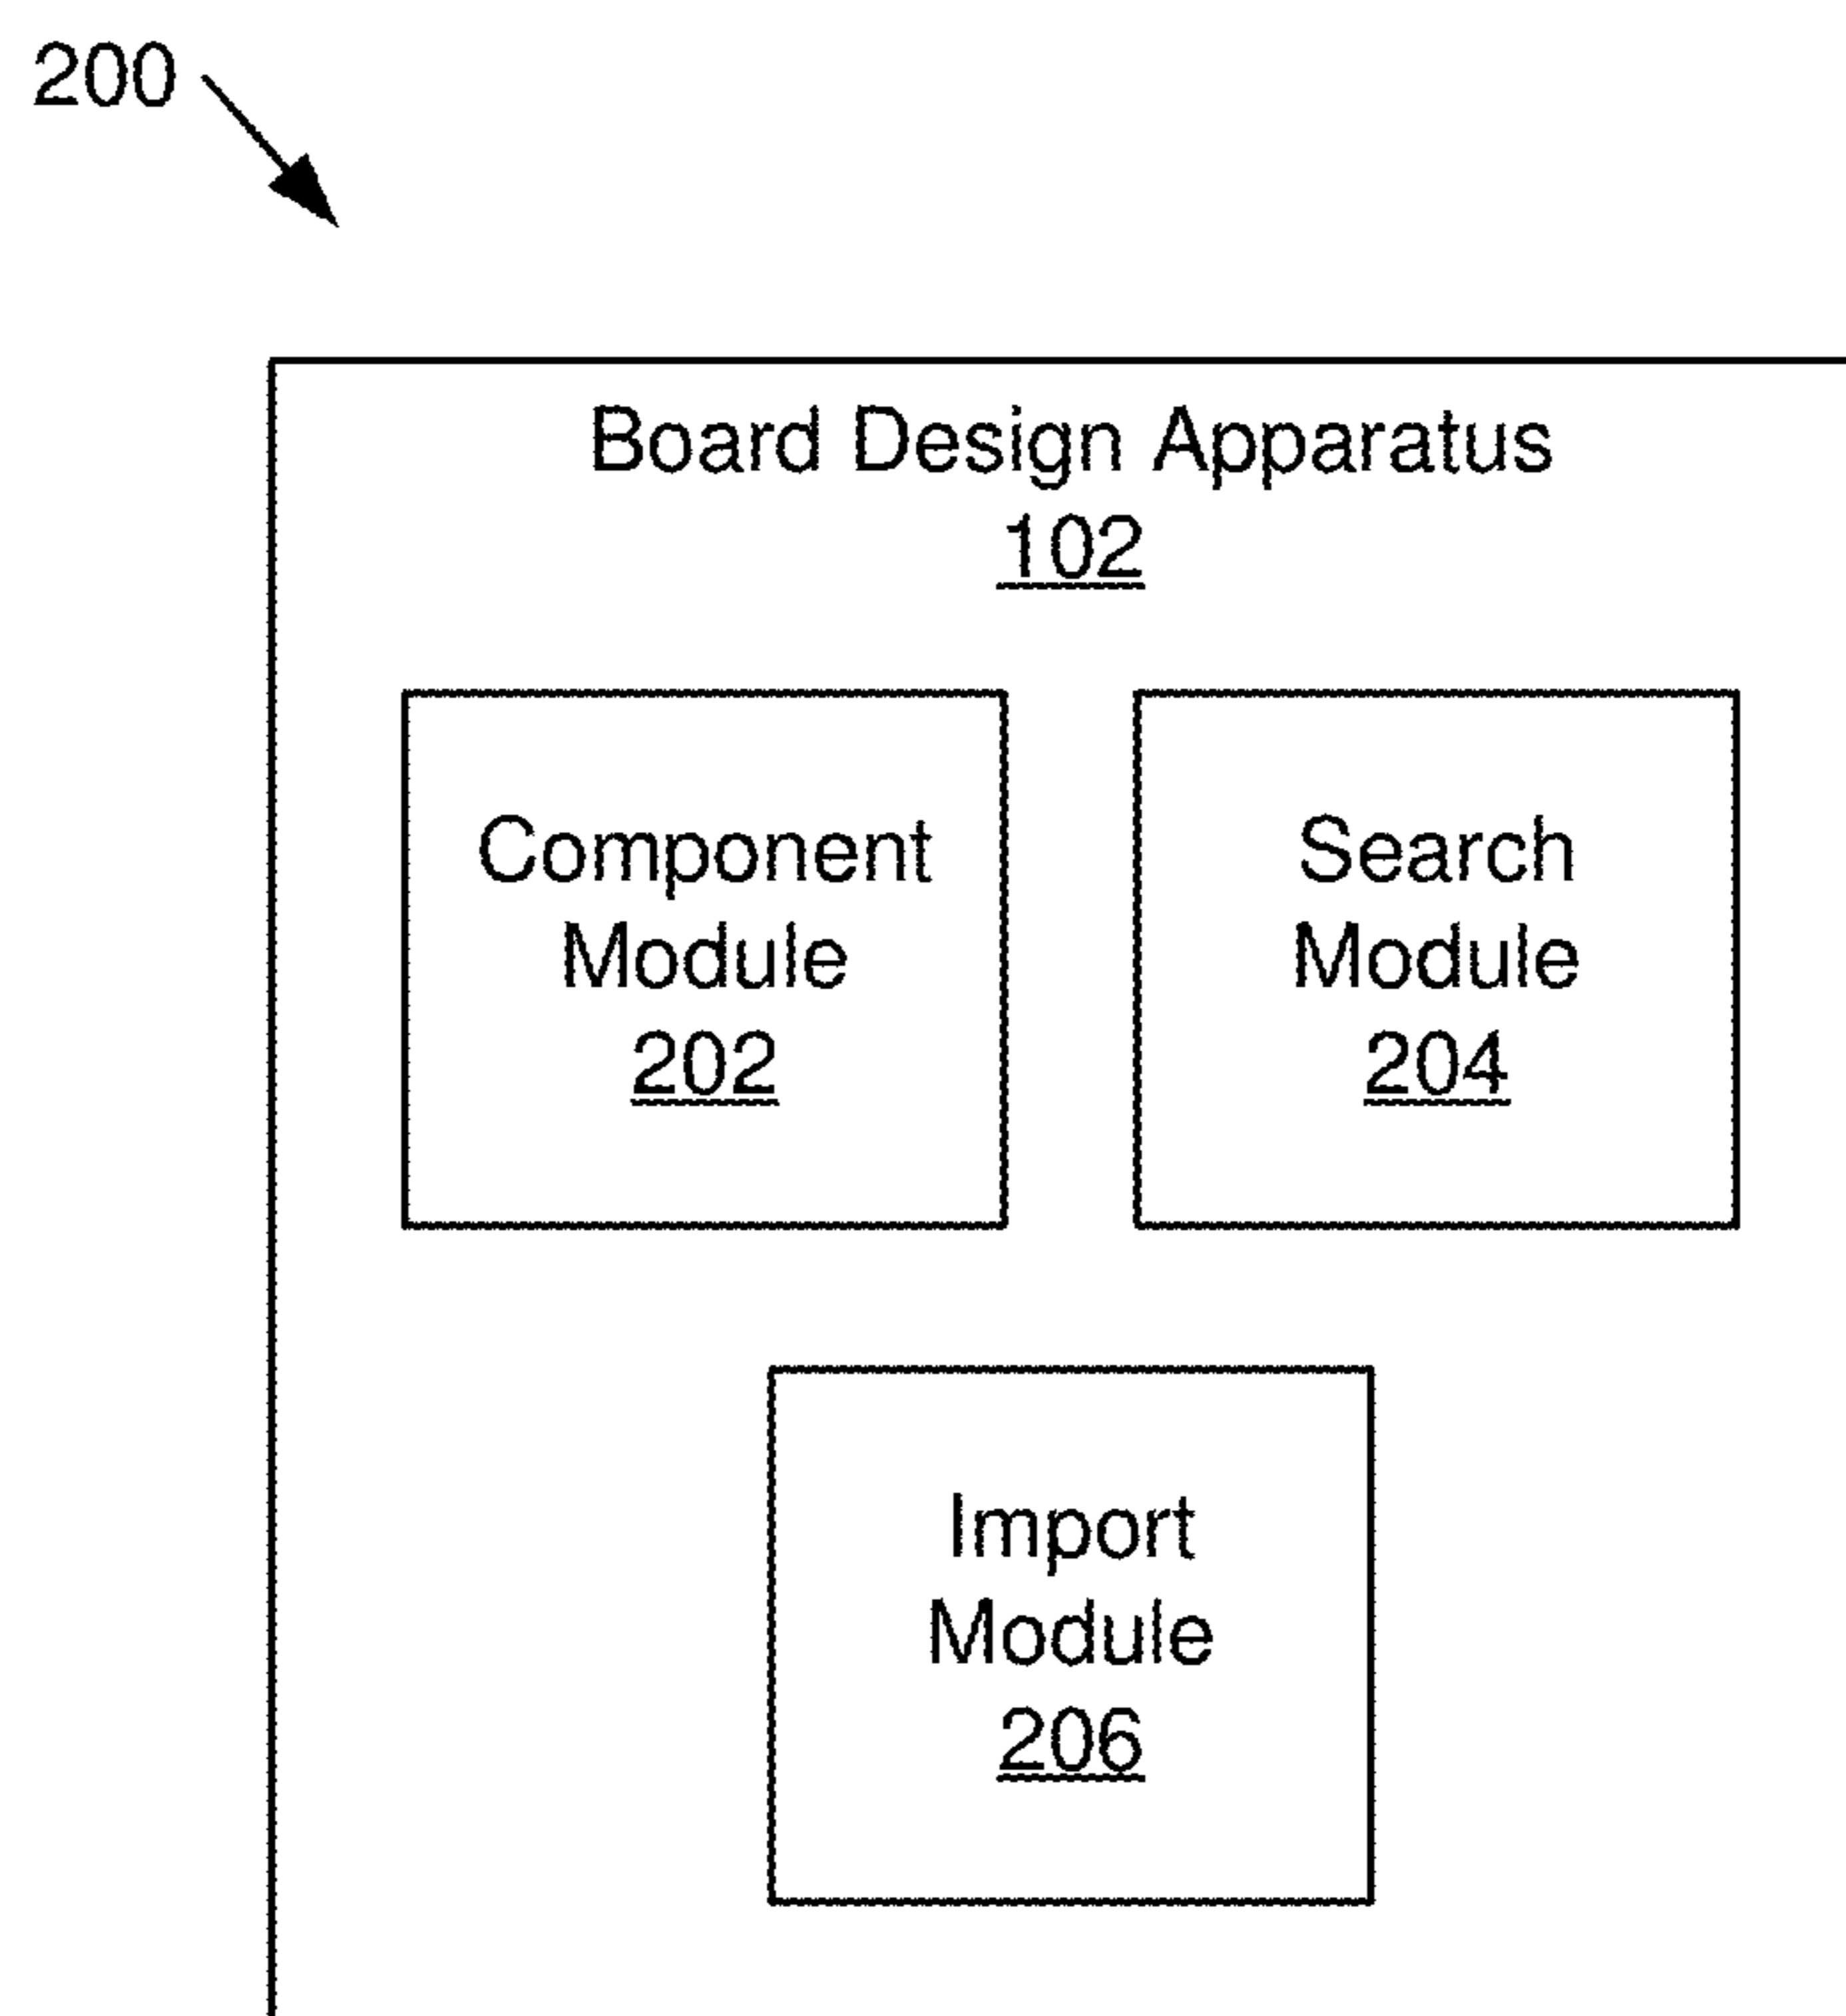 200
Board Design Apparatus
102
Component
Module
202
Search
Module
204
Import
Module
206